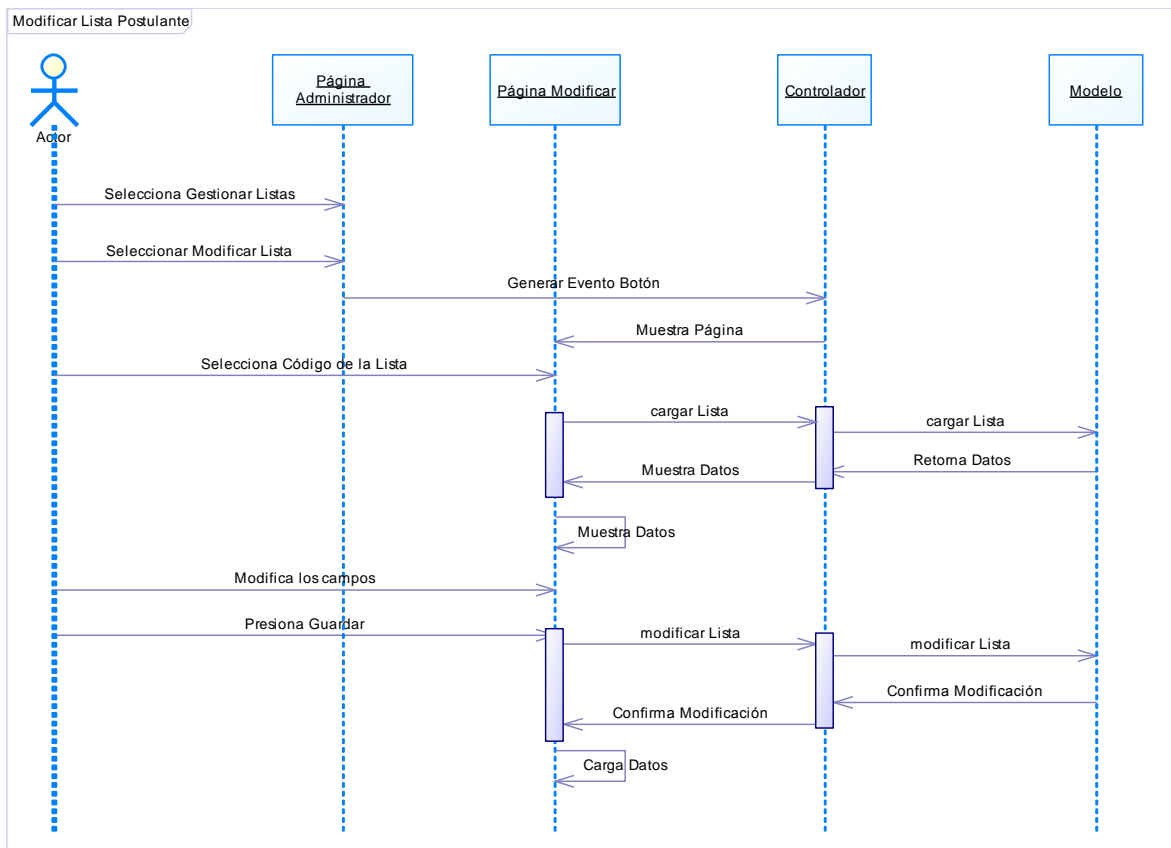 Modificar Lista Postulante
Actor
Página
Administrador
Página Modificar
Controlador
Modelo
Selecciona Gestionar Listas
Seleccionar Modificar Lista
Generar Evento Botón
Muestra Página
Selecciona Código de la Lista
cargar Lista
cargar Lista
Retorna Datos
Muestra Datos
Muestra Datos
Modifica los campos
Presiona Guardar
modificar Lista
modificar Lista
Confirma Modificación
Confirma Modificación
Carga Datos